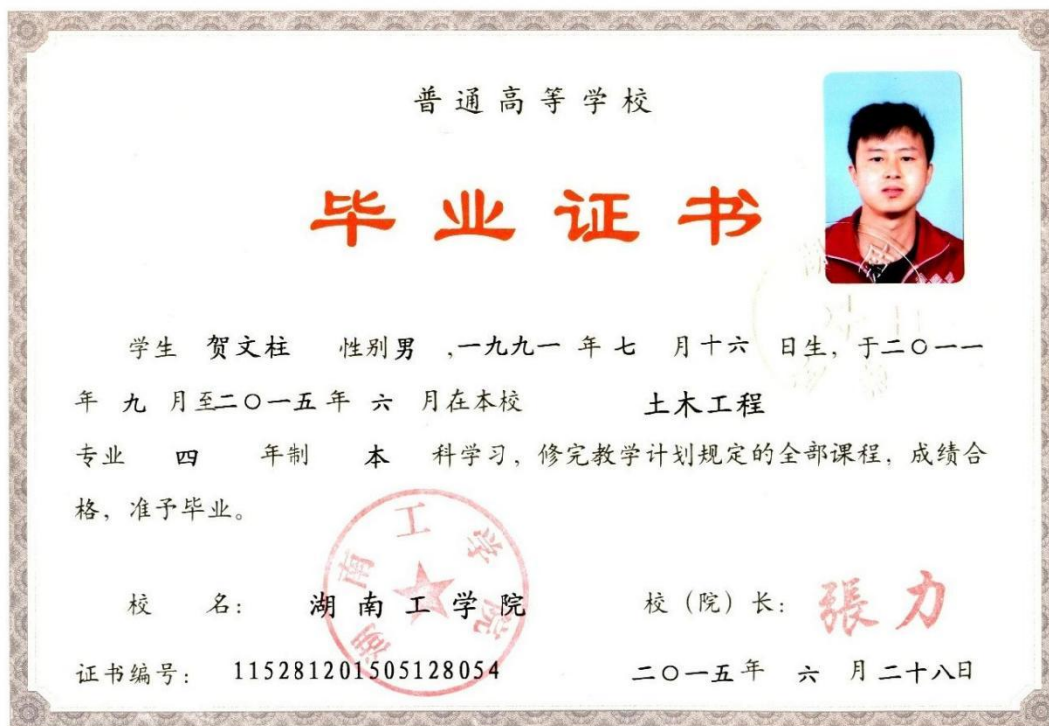 普通高等学校
毕业证书
学生 贺文柱 性别男 ,一九九一 年七 月十六 日生，于二〇一一
年 九 月至二〇一五年 六 月在本校 土木工程
专业 四 年制 本 科学习，修完教学计划规定的全部课程，成绩合
格，准予毕业。
校 名： 湖南工学院 校（院）长： 張力
湖南工学院
证书编号： 115281201505128054 二〇一五年 六 月二十八日